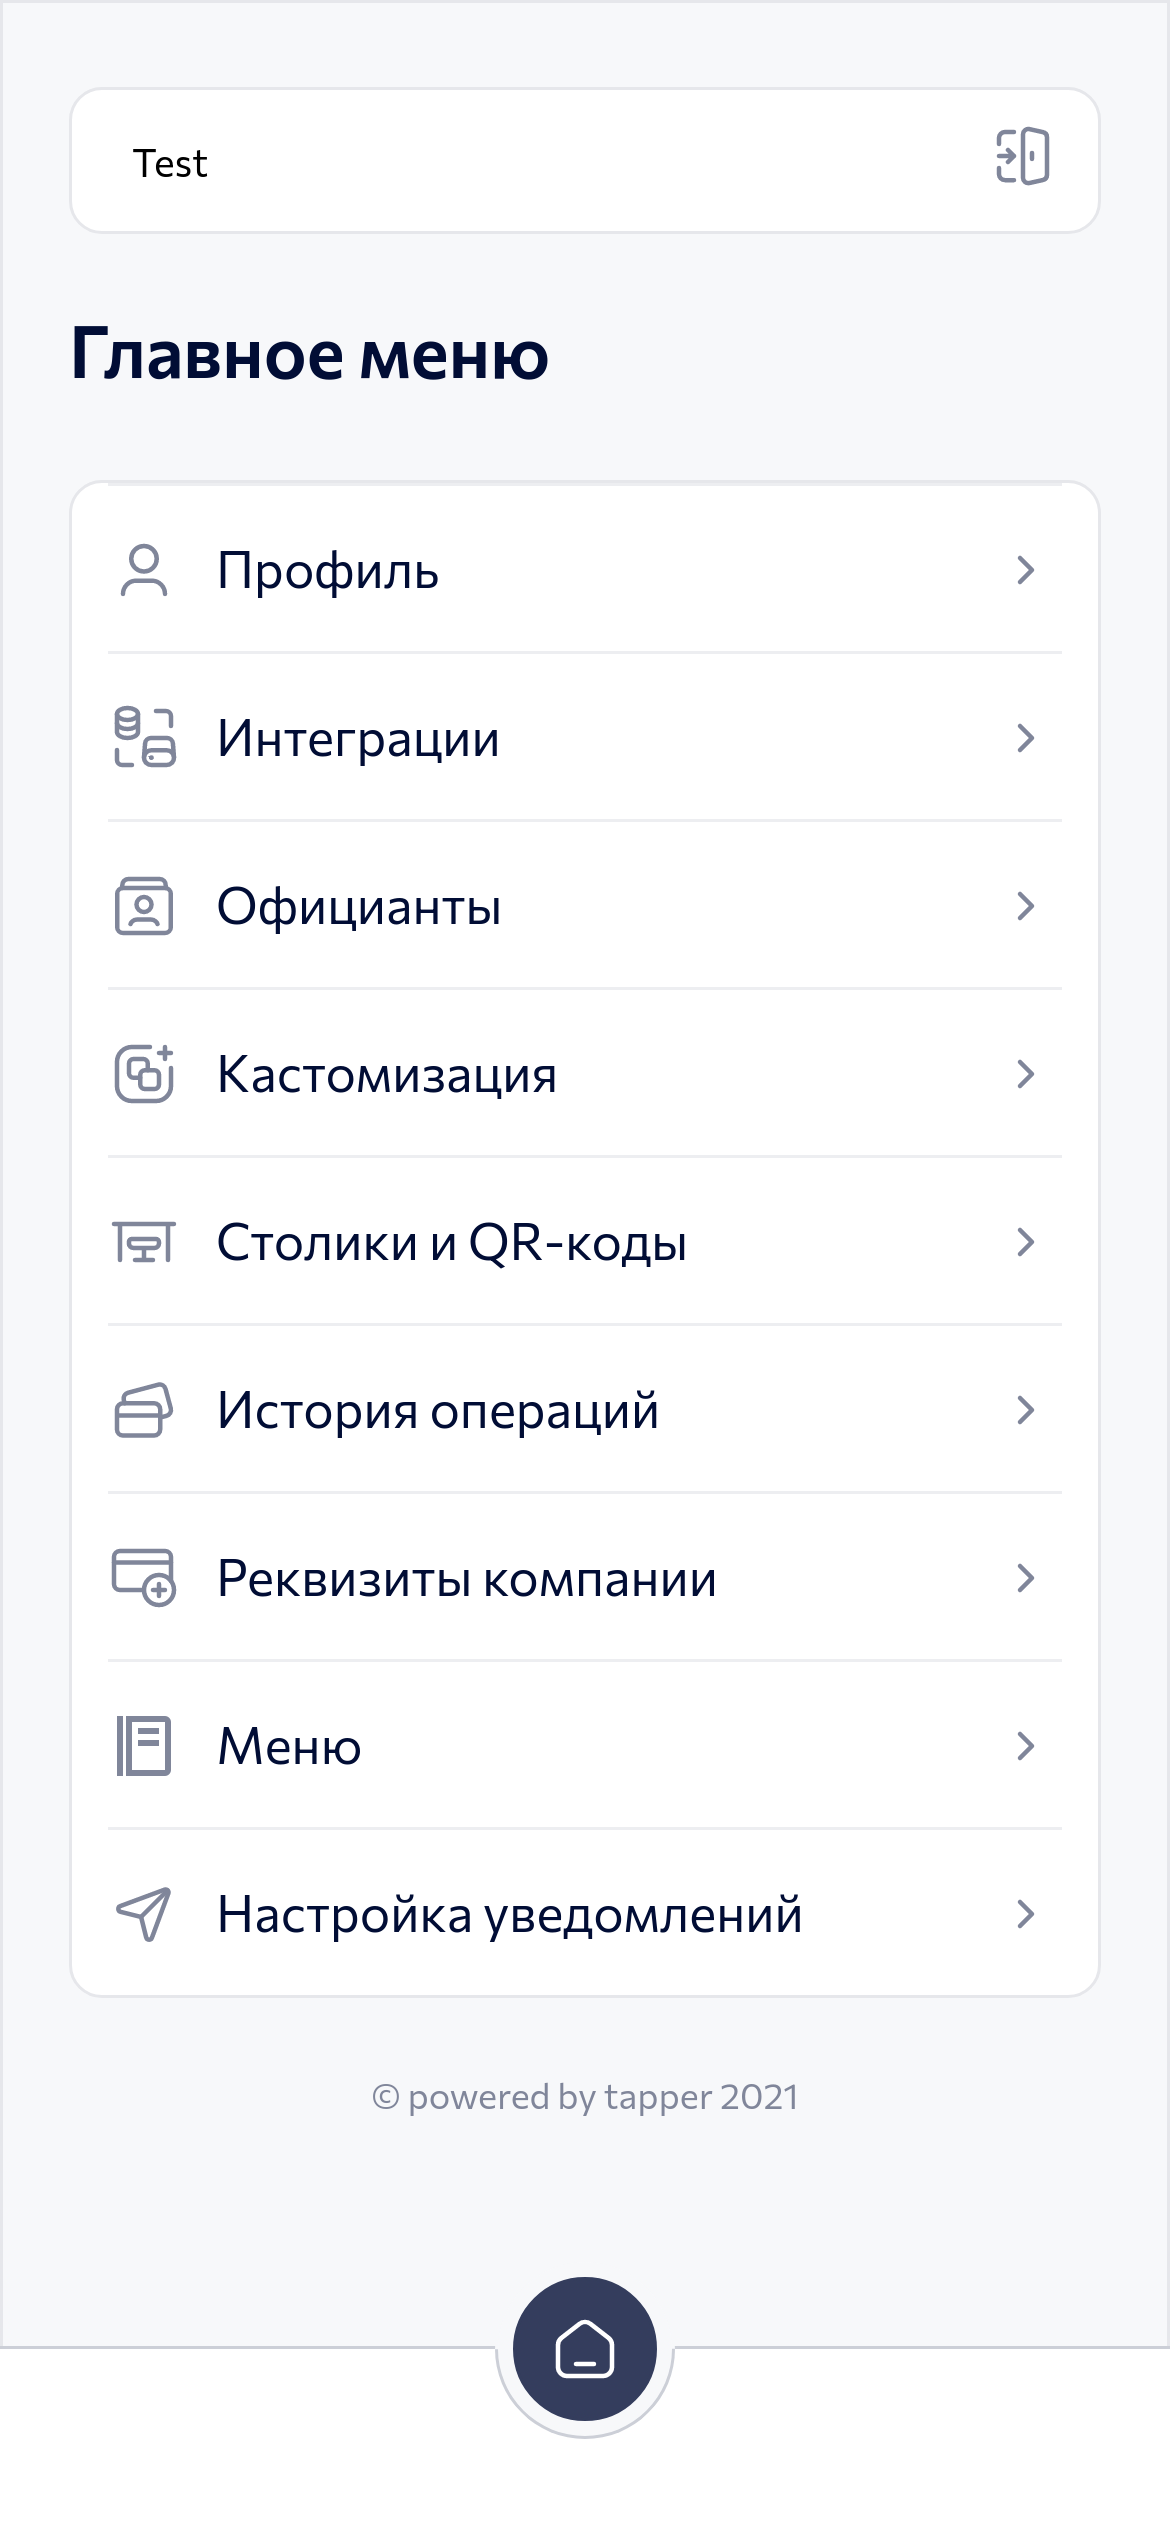 Test
Главное меню
Профиль
Интеграции
Официанты
Кастомизация
Столики и QR-коды
История операций
Реквизиты компании
Меню
Настройка уведомлений
© powered by tapper 2021